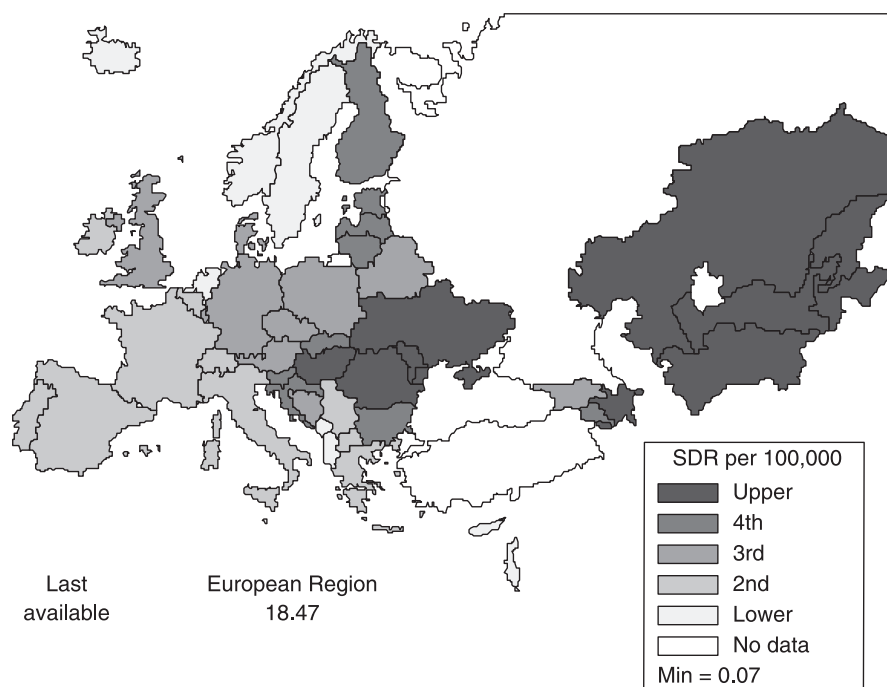 SDR per 100,000
Upper
4th
3rd
2nd
Lower
No data
Min = 0.07
Last
available
European Region
18.47